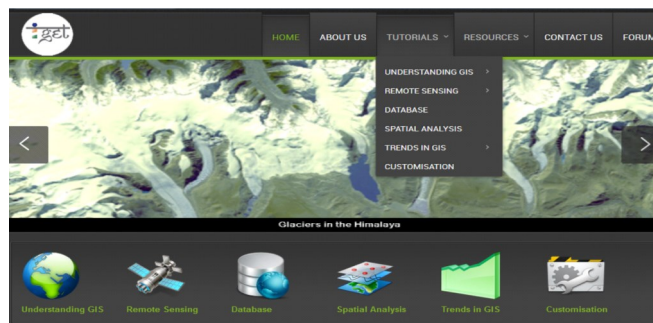 iget
HOME ABOUT US TUTORIALS RESOURCES CONTACT US FORUM
UNDERSTANDING GIS
REMOTE SENSING
DATABASE
SPATIAL ANALYSIS
TRENDS IN GIS
CUSTOMISATION
Glaciers in the Himalaya
Understanding GIS Remote Sensing Database Spatial Analysis Trends in GIS Customisation